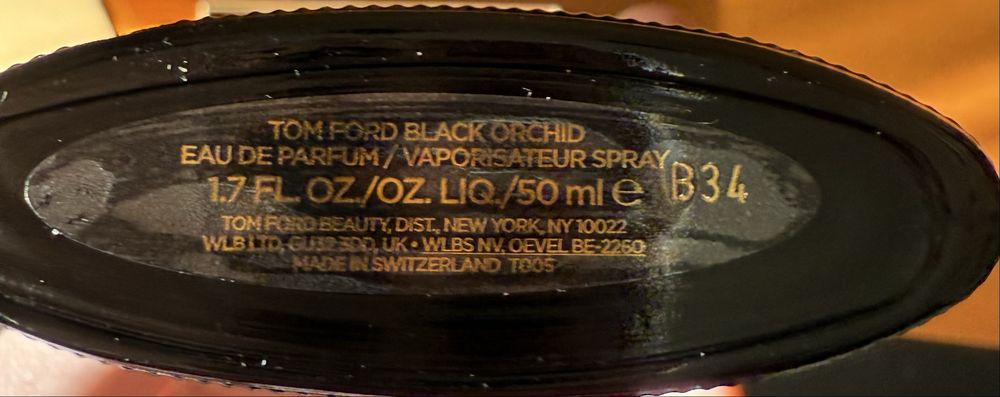 TOM FORD BLACK ORCHID
EAU DE PARFUM / VAPORISATEUR SPRAY
1.7 FL. OZ./OZ. LIQ./50 ml e B34
TOM FORD BEAUTY, DIST., NEW YORK, NY 10022
WLB LTD, GU32 3DD, UK • WLBS NV, OEVEL BE-2260
MADE IN SWITZERLAND T005